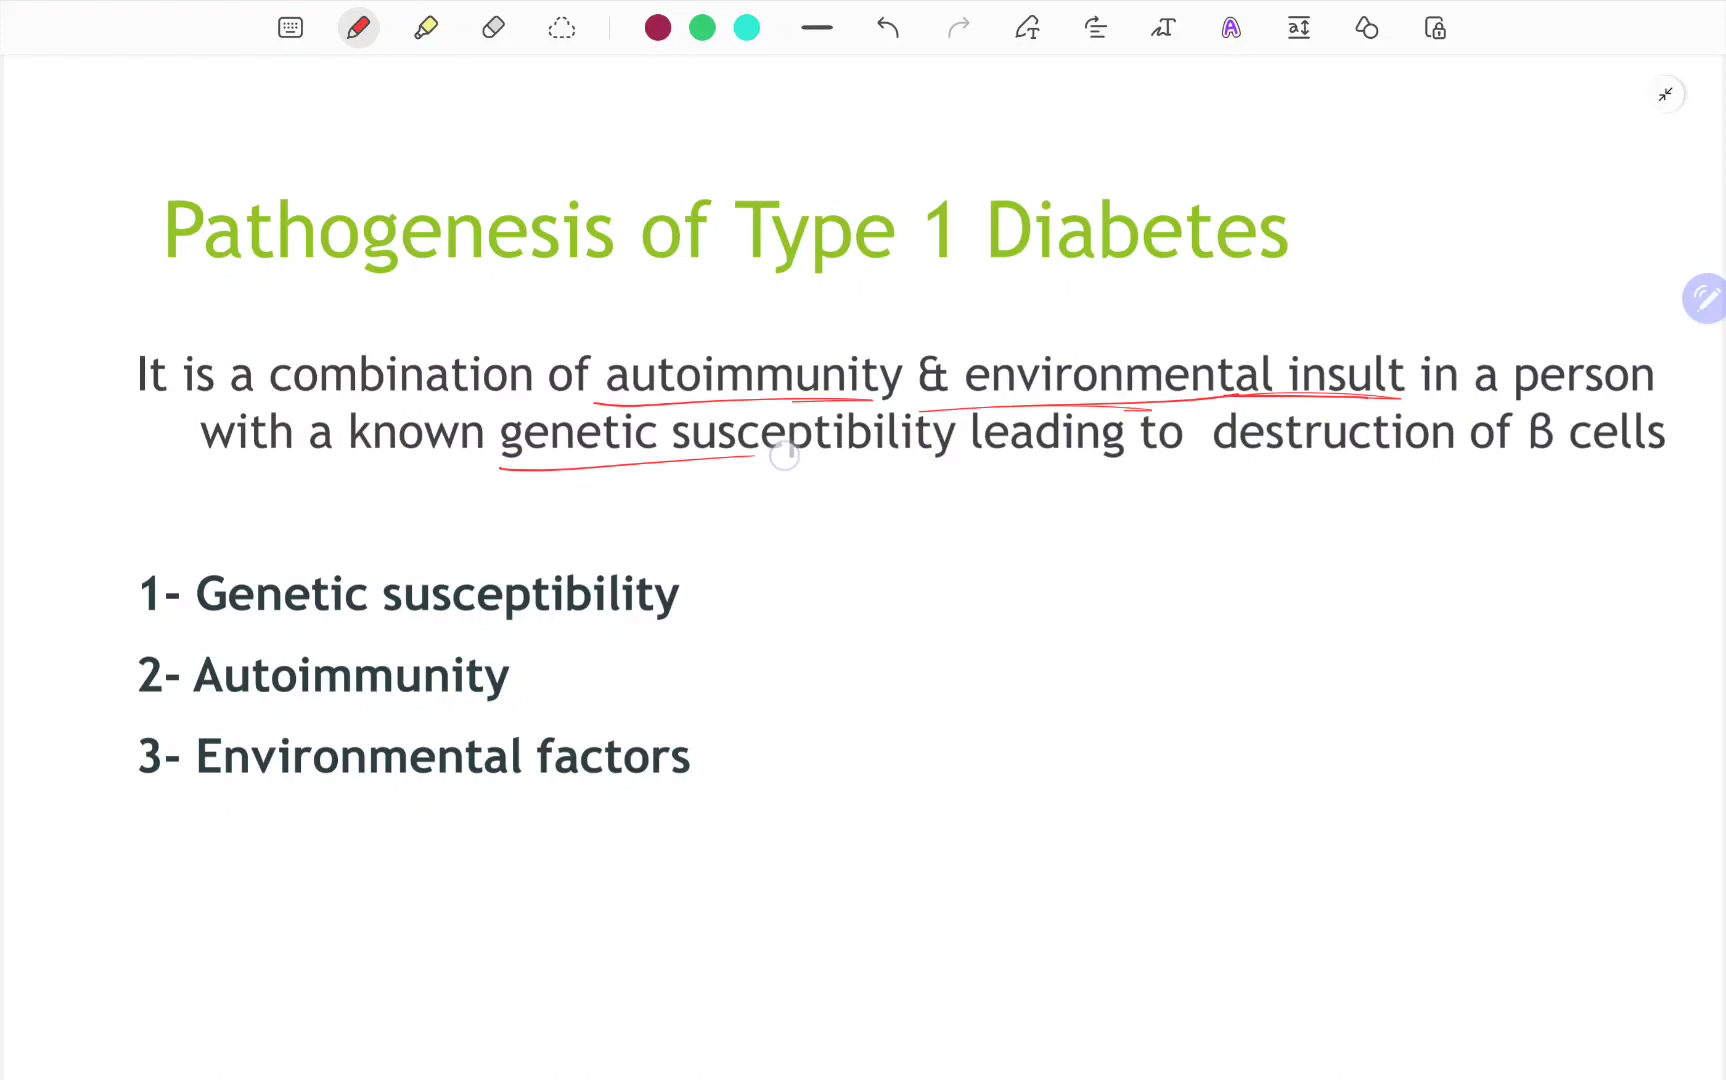 Pathogenesis of Type 1 Diabetes
It is a combination of autoimmunity & environmental insult in a person
with a known genetic susceptibility leading to destruction of ß cells
1- Genetic susceptibility
2- Autoimmunity
3- Environmental factors